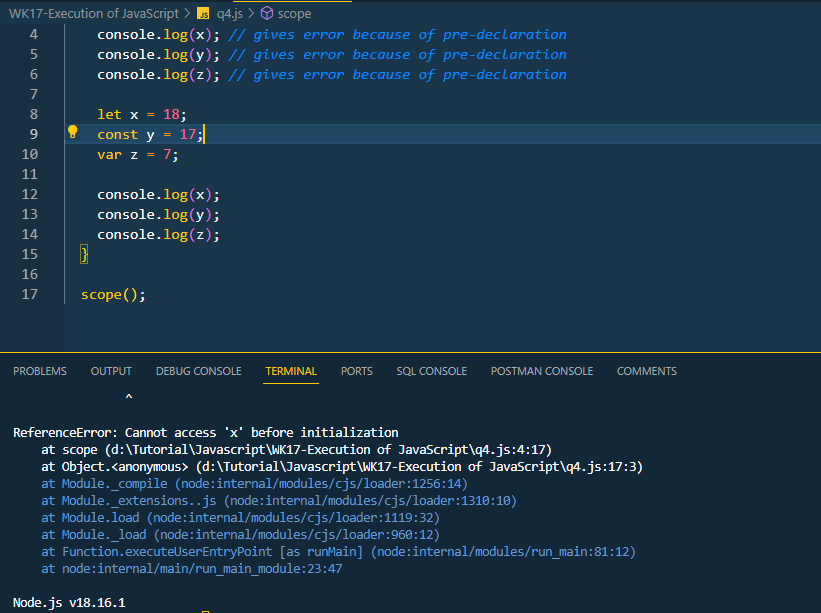 WK17-Execution of JavaScript > JS q4.js > scope
4 console.log(x); // gives error because of pre-declaration
5 console.log(y); // gives error because of pre-declaration
6 console.log(z); // gives error because of pre-declaration
7
8 let x = 18;
9 const y = 17;
10 var z = 7;
11
12 console.log(x);
13 console.log(y);
14 console.log(z);
15 }
16
17 scope();
PROBLEMS OUTPUT DEBUG CONSOLE TERMINAL PORTS SQL CONSOLE POSTMAN CONSOLE COMMENTS
^
ReferenceError: Cannot access 'x' before initialization
at scope (d:\Tutorial\Javascript\WK17-Execution of JavaScript\q4.js:4:17)
at Object.<anonymous> (d:\Tutorial\Javascript\WK17-Execution of JavaScript\q4.js:17:3)
at Module._compile (node:internal/modules/cjs/loader:1256:14)
at Module._extensions..js (node:internal/modules/cjs/loader:1310:10)
at Module.load (node:internal/modules/cjs/loader:1119:32)
at Module._load (node:internal/modules/cjs/loader:960:12)
at Function.executeUserEntryPoint [as runMain] (node:internal/modules/run_main:81:12)
at node:internal/main/run_main_module:23:47
Node.js v18.16.1